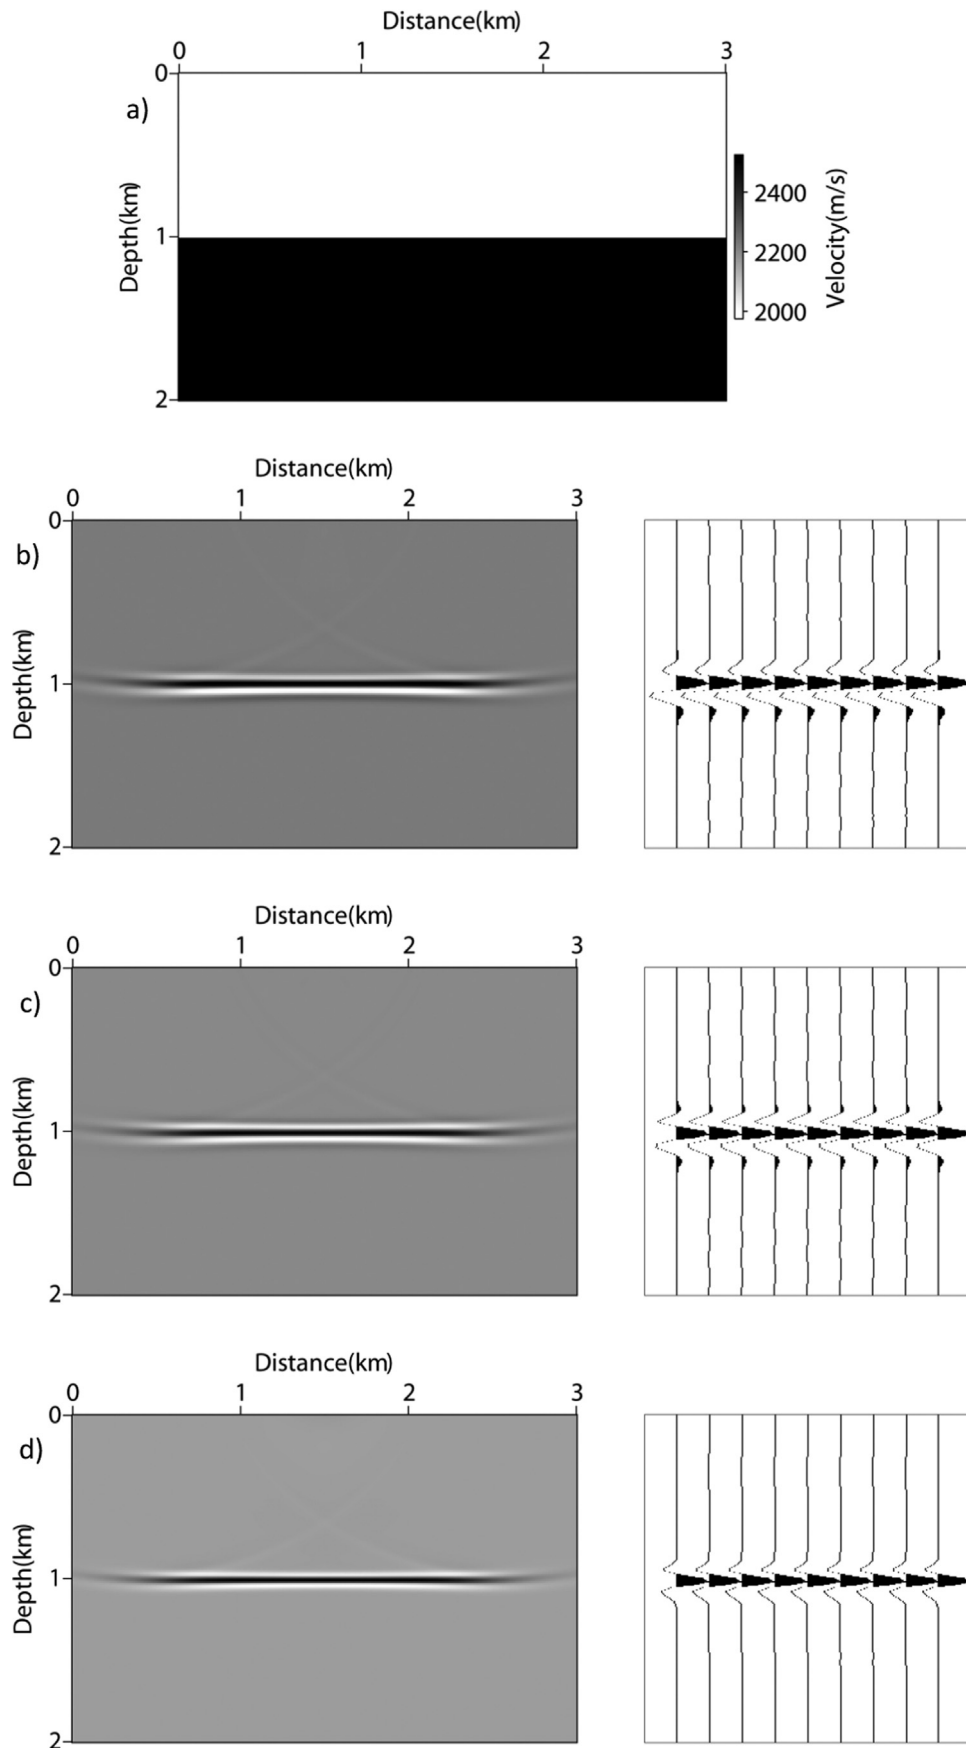 Distance(km)
0 1 2 3
0
a)
Depth(km)
1
2
2400
2200
2000
Velocity(m/s)
Distance(km)
0 1 2 3
0
b)
Depth(km)
1
2
Distance(km)
0 1 2 3
0
c)
Depth(km)
1
2
Distance(km)
0 1 2 3
0
d)
Depth(km)
1
2